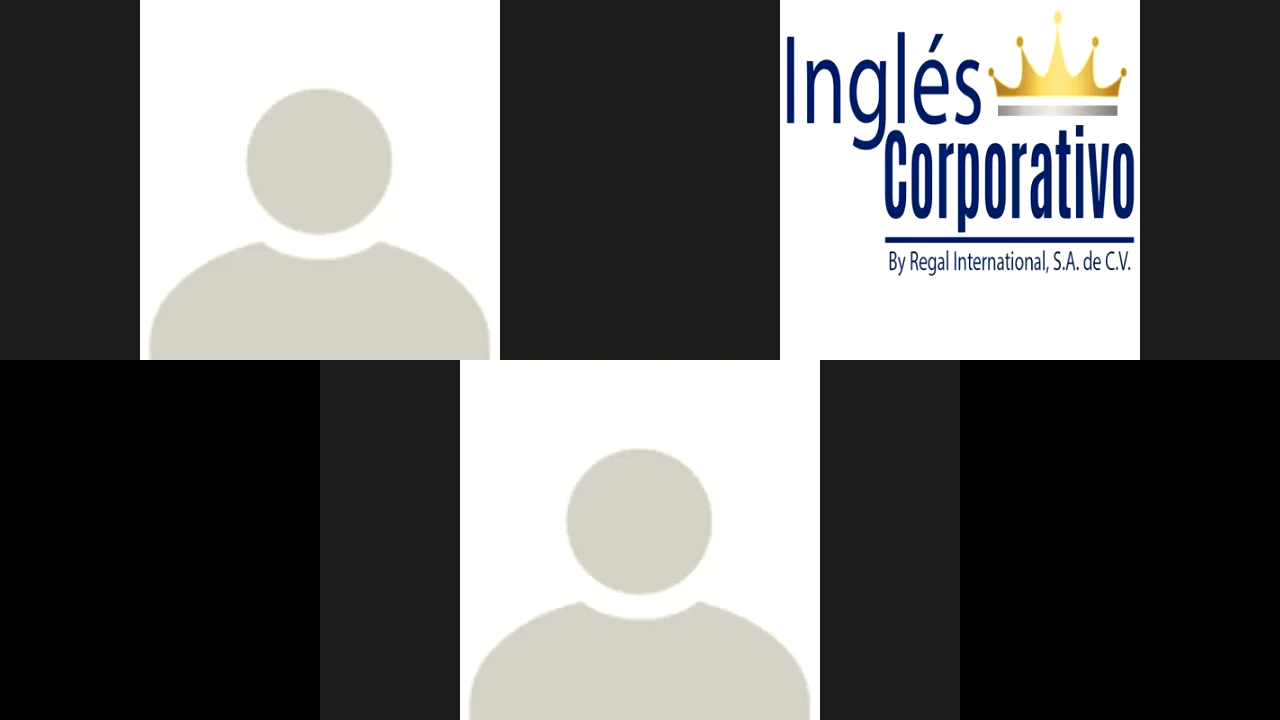 Inglés
Corporativo
By Regal International, S.A. de C.V.